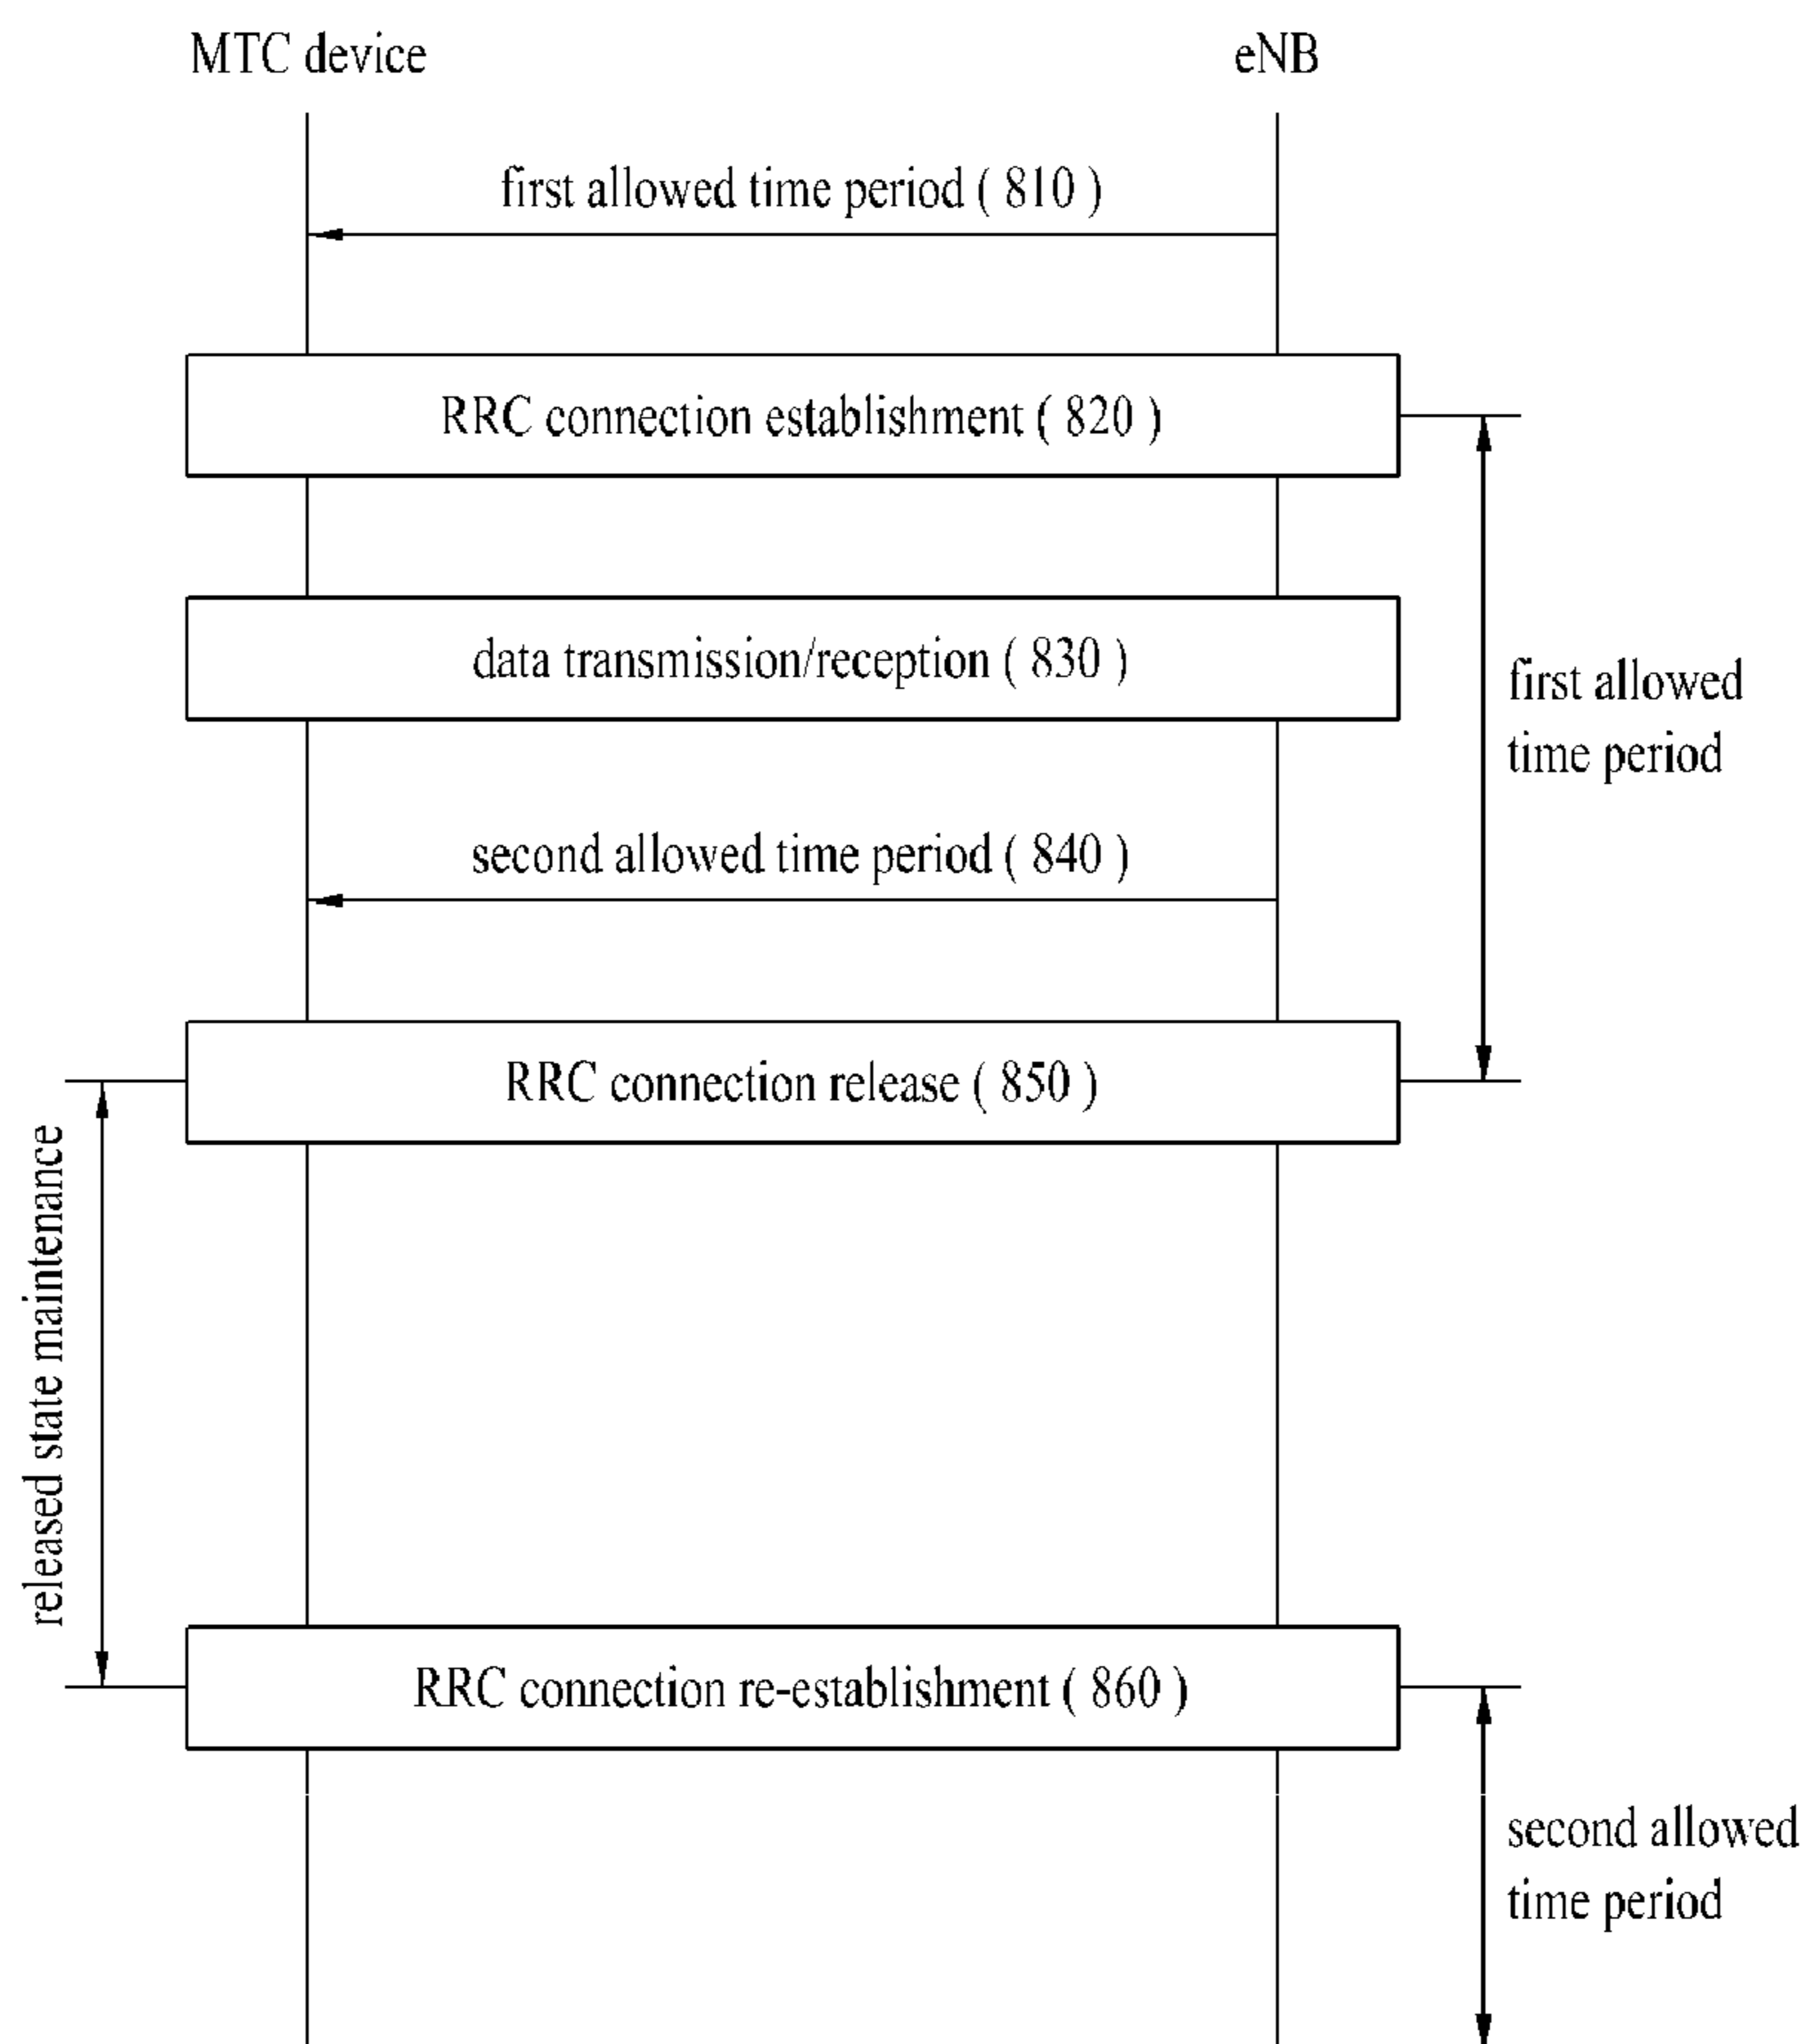 MTC device
eNB
first allowed time period ( 810 )
RRC connection establishment ( 820 )
data transmission/reception ( 830 )
first allowed
time period
second allowed time period ( 840 )
RRC connection release ( 850 )
released state maintenance
RRC connection re-establishment ( 860 )
second allowed
time period